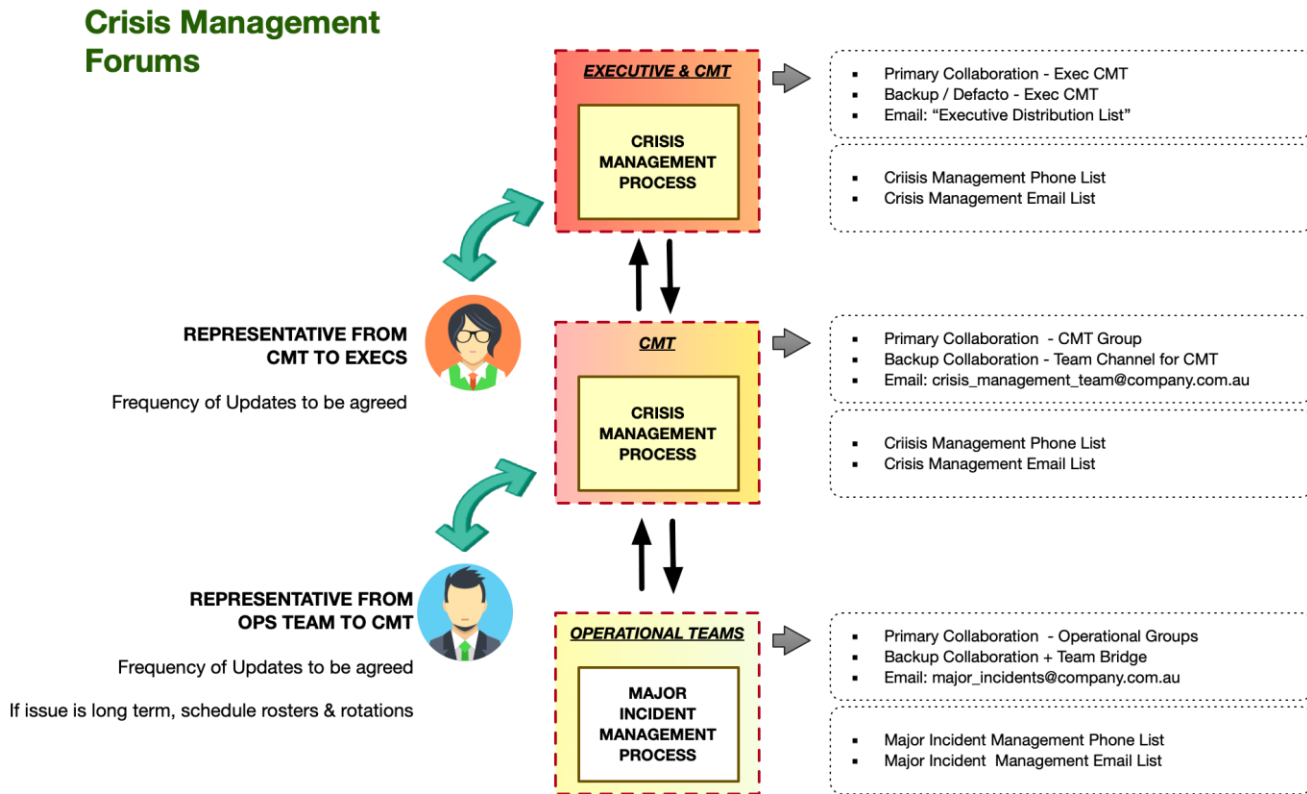 Crisis Management
Forums
EXECUTIVE & CMT
CRISIS
MANAGEMENT
PROCESS
▪ Primary Collaboration - Exec CMT
▪ Backup / Defacto - Exec CMT
▪ Email: “Executive Distribution List”
▪ Criisis Management Phone List
▪ Crisis Management Email List
REPRESENTATIVE FROM
CMT TO EXECS
Frequency of Updates to be agreed
CMT
CRISIS
MANAGEMENT
PROCESS
▪ Primary Collaboration - CMT Group
▪ Backup Collaboration - Team Channel for CMT
▪ Email: crisis_management_team@company.com.au
▪ Criisis Management Phone List
▪ Crisis Management Email List
REPRESENTATIVE FROM
OPS TEAM TO CMT
Frequency of Updates to be agreed
If issue is long term, schedule rosters & rotations
OPERATIONAL TEAMS
MAJOR
INCIDENT
MANAGEMENT
PROCESS
▪ Primary Collaboration - Operational Groups
▪ Backup Collaboration + Team Bridge
▪ Email: major_incidents@company.com.au
▪ Major Incident Management Phone List
▪ Major Incident Management Email List